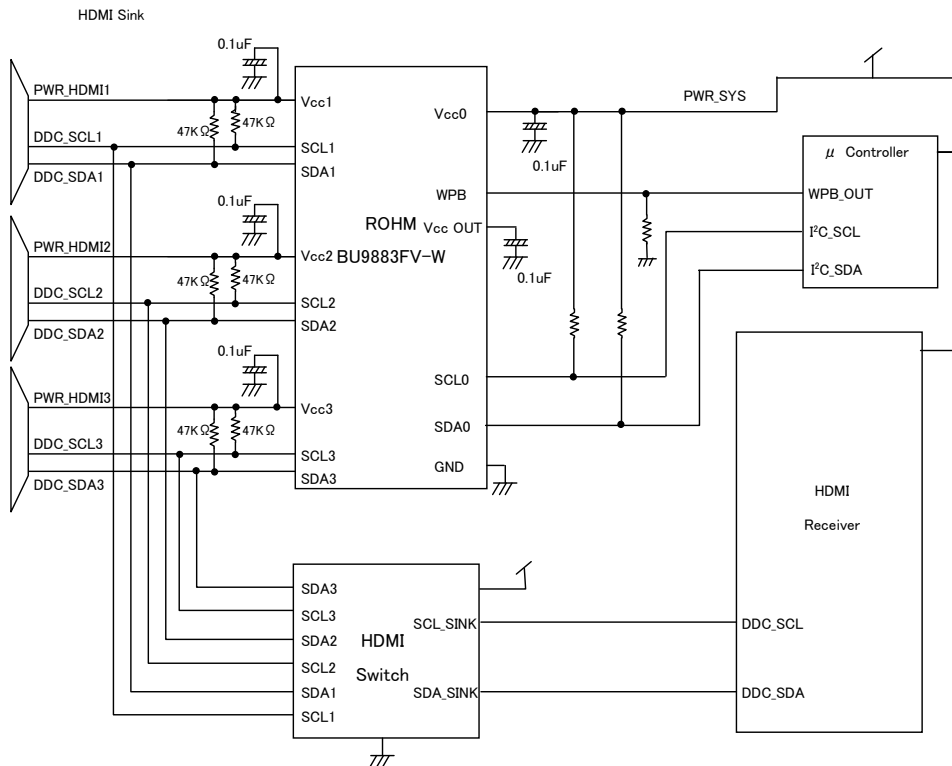 HDMI Sink
0.1uF
PWR_HDMI1
Vcc1
47KΩ
47KΩ
DDC_SCL1
SCL1
DDC_SDA1
SDA1
0.1uF
PWR_HDMI2
Vcc2
47KΩ
47KΩ
DDC_SCL2
SCL2
DDC_SDA2
SDA2
0.1uF
PWR_HDMI3
Vcc3
47KΩ
47KΩ
DDC_SCL3
SCL3
DDC_SDA3
SDA3
ROHM
BU9883FV-W
Vcc0
WPB
Vcc OUT
SCL0
SDA0
GND
PWR_SYS
0.1uF
0.1uF
μ Controller
WPB_OUT
I²C_SCL
I²C_SDA
HDMI
Receiver
DDC_SCL
DDC_SDA
SDA3
SCL3
SDA2
SCL2
SDA1
SCL1
HDMI
Switch
SCL_SINK
SDA_SINK